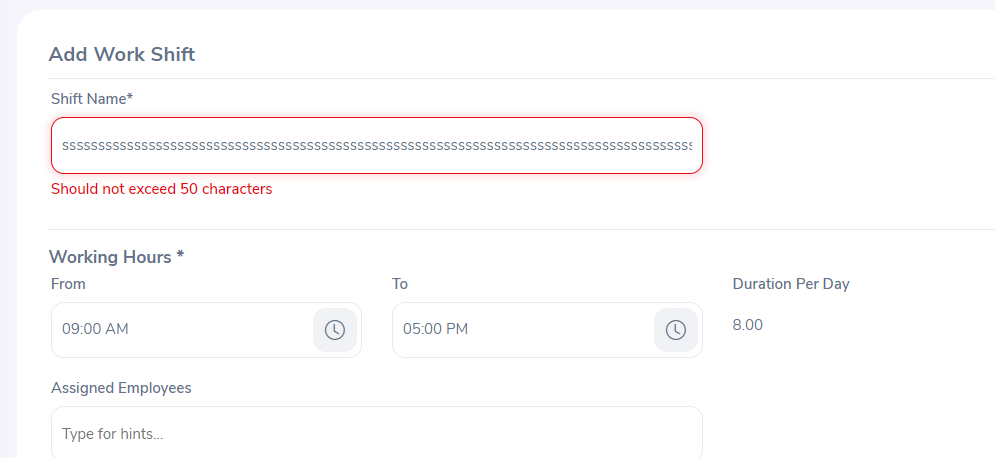 Add Work Shift
Shift Name*
sssssssssssssssssssssssssssssssssssssssssssssssssssssssssssssssssssssssssssssssssssssssss
Should not exceed 50 characters
Working Hours *
From
To
Duration Per Day
09:00 AM
05:00 PM
8.00
Assigned Employees
Type for hints...